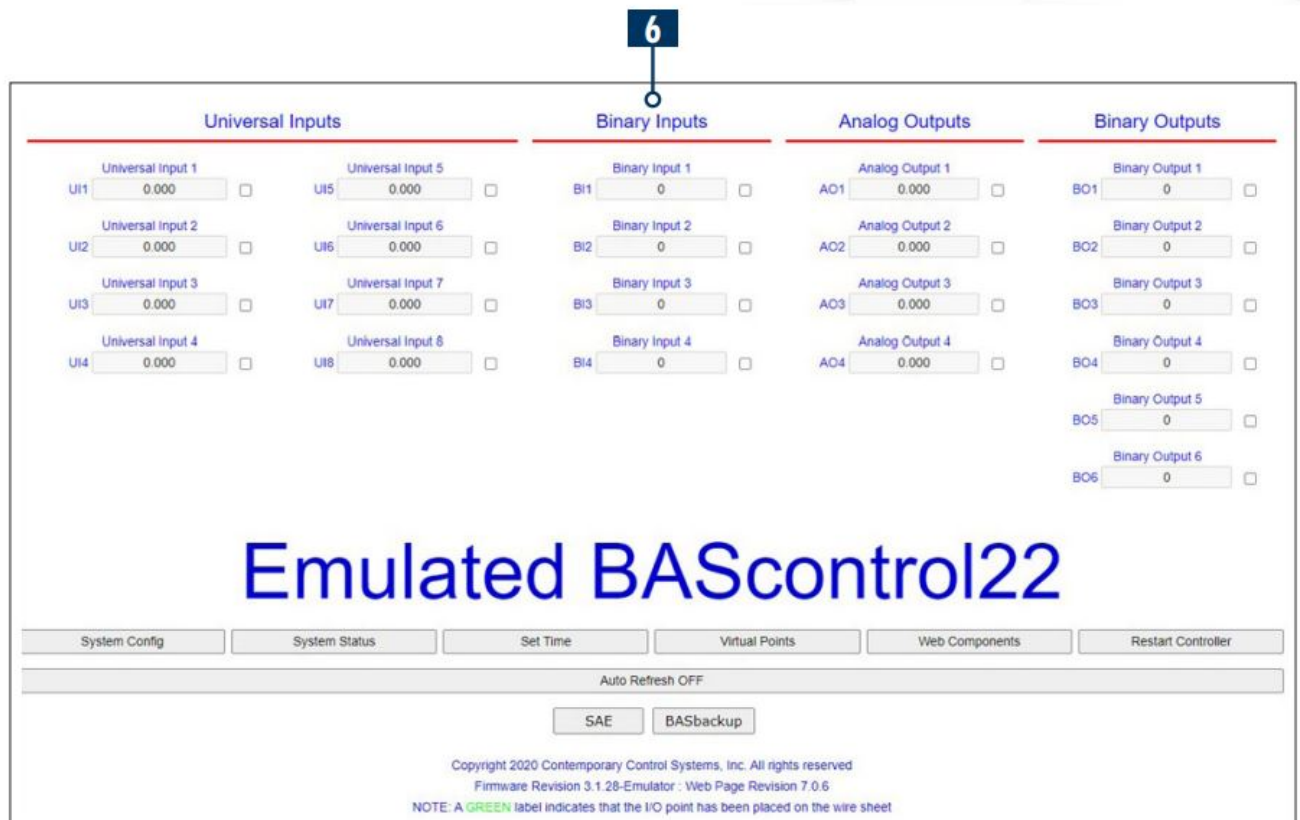 6
Universal Inputs Binary Inputs Analog Outputs Binary Outputs
Universal Input 1 Universal Input 5 Binary Input 1 Analog Output 1 Binary Output 1
UI1 0.000 UI5 0.000 BI1 0 AO1 0.000 BO1 0
Universal Input 2 Universal Input 6 Binary Input 2 Analog Output 2 Binary Output 2
UI2 0.000 UI6 0.000 BI2 0 AO2 0.000 BO2 0
Universal Input 3 Universal Input 7 Binary Input 3 Analog Output 3 Binary Output 3
UI3 0.000 UI7 0.000 BI3 0 AO3 0.000 BO3 0
Universal Input 4 Universal Input 8 Binary Input 4 Analog Output 4 Binary Output 4
UI4 0.000 UI8 0.000 BI4 0 AO4 0.000 BO4 0
Binary Output 5
BO5 0
Binary Output 6
BO6 0
Emulated BAScontrol22
System Config System Status Set Time Virtual Points Web Components Restart Controller
Auto Refresh OFF
SAE BASbackup
Copyright 2020 Contemporary Control Systems, Inc. All rights reserved
Firmware Revision 3.1.28-Emulator : Web Page Revision 7.0.6
NOTE: A GREEN label indicates that the I/O point has been placed on the wire sheet